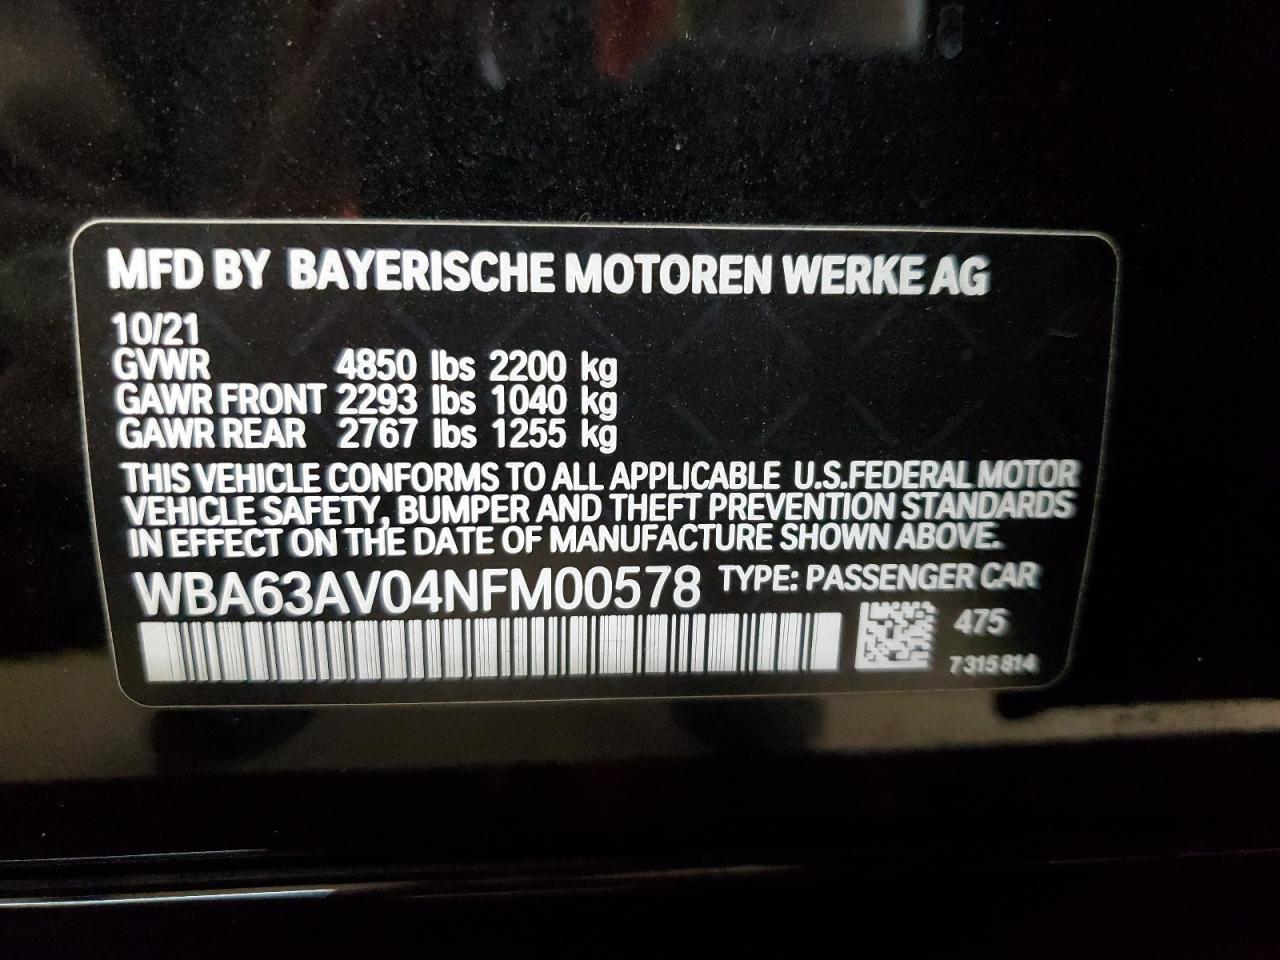 MFD BY BAYERISCHE MOTOREN WERKE AG
10/21
GVWR 4850 lbs 2200 kg
GAWR FRONT 2293 lbs 1040 kg
GAWR REAR 2767 lbs 1255 kg
THIS VEHICLE CONFORMS TO ALL APPLICABLE U.S.FEDERAL MOTOR
VEHICLE SAFETY, BUMPER AND THEFT PREVENTION STANDARDS
IN EFFECT ON THE DATE OF MANUFACTURE SHOWN ABOVE.
WBA63AV04NFM00578 TYPE: PASSENGER CAR
475
7315814